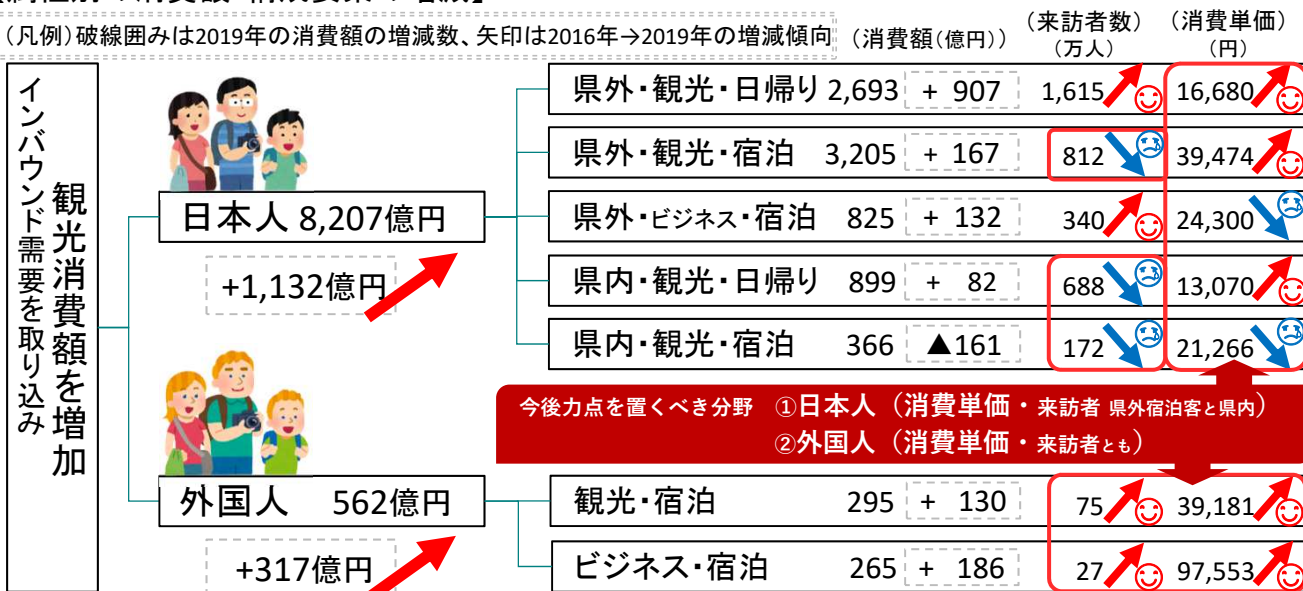 (凡例)破線囲みは2019年の消費額の増減数、矢印は2016年→2019年の増減傾向
(消費額(億円))
(来訪者数)
(万人)
(消費単価)
(円)
インバウンド需要を取り込み
観光消費額を増加
日本人 8,207億円
+1,132億円
県外・観光・日帰り 2,693 + 907 1,615 16,680
県外・観光・宿泊 3,205 + 167 812 39,474
県外・ビジネス・宿泊 825 + 132 340 24,300
県内・観光・日帰り 899 + 82 688 13,070
県内・観光・宿泊 366 ▲161 172 21,266
今後力点を置くべき分野 ①日本人(消費単価・来訪者 県外宿泊客と県内)
②外国人(消費単価・来訪者とも)
外国人 562億円
+317億円
観光・宿泊 295 + 130 75 39,181
ビジネス・宿泊 265 + 186 27 97,553